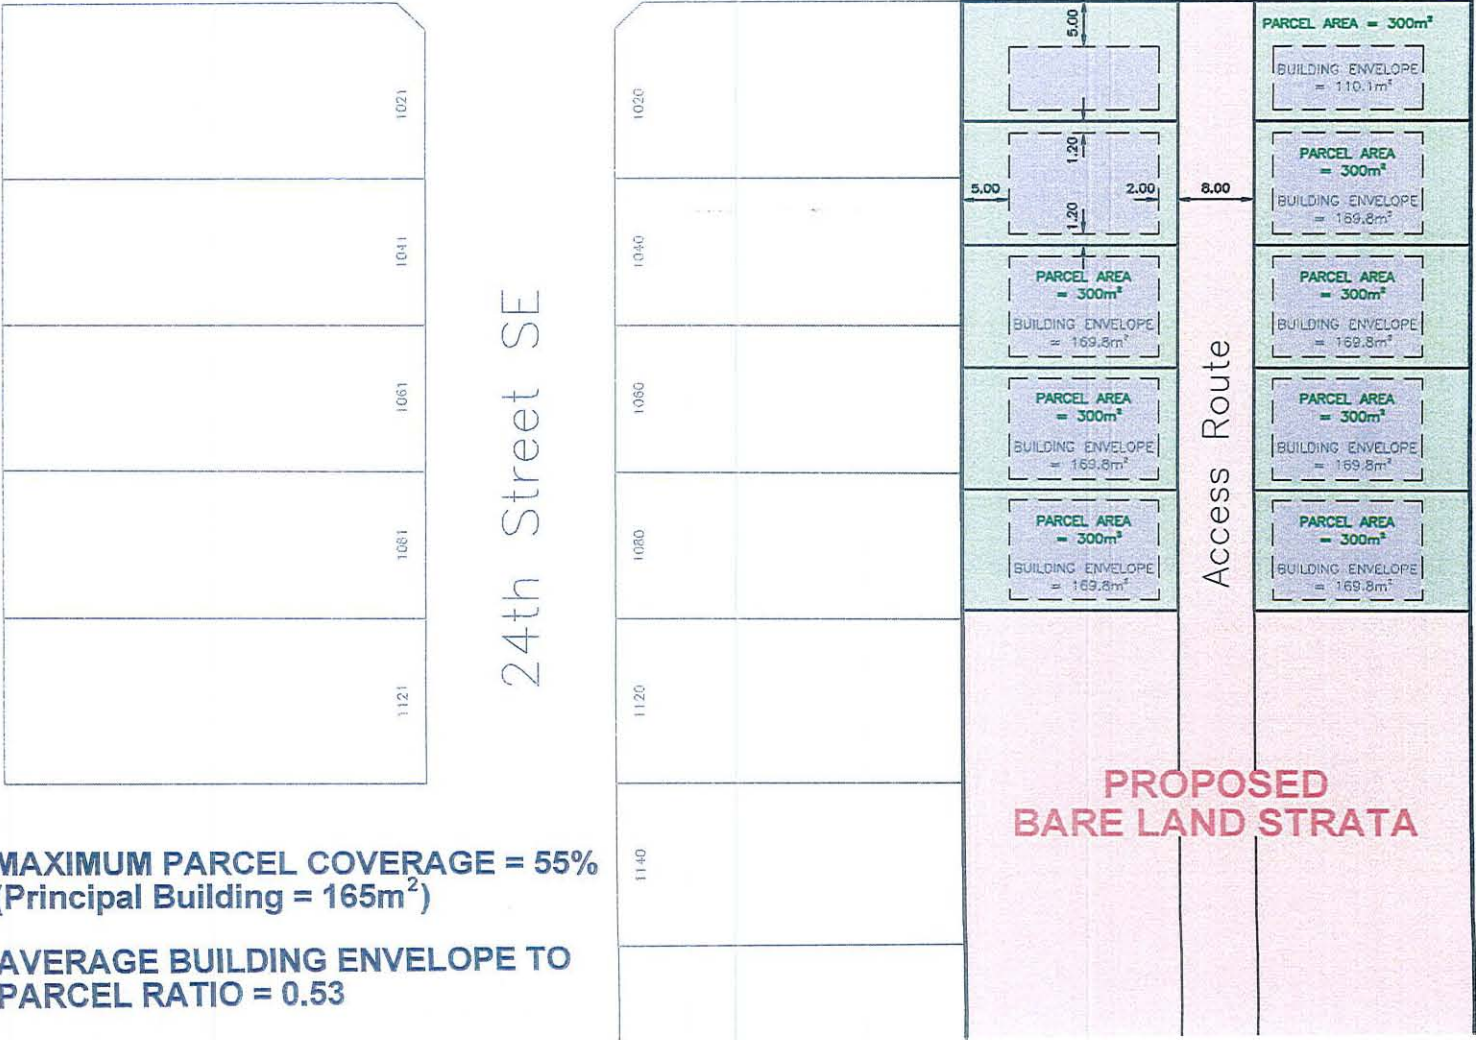 1021
1041
1061
1081
1121
24th Street SE
1020
1040
1060
1080
1120
1140
5.00
1.20
5.00
2.00
1.20
PARCEL AREA
= 300m²
BUILDING ENVELOPE
= 169.8m²
PARCEL AREA
= 300m²
BUILDING ENVELOPE
= 169.8m²
PARCEL AREA
= 300m²
BUILDING ENVELOPE
= 169.8m²
8.00
Access Route
PARCEL AREA = 300m²
BUILDING ENVELOPE
= 110.1m²
PARCEL AREA
= 300m²
BUILDING ENVELOPE
= 169.8m²
PARCEL AREA
= 300m²
BUILDING ENVELOPE
= 169.8m²
PARCEL AREA
= 300m²
BUILDING ENVELOPE
= 169.8m²
PARCEL AREA
= 300m²
BUILDING ENVELOPE
= 169.8m²
PROPOSED
BARE LAND STRATA
MAXIMUM PARCEL COVERAGE = 55%
(Principal Building = 165m²)
AVERAGE BUILDING ENVELOPE TO
PARCEL RATIO = 0.53